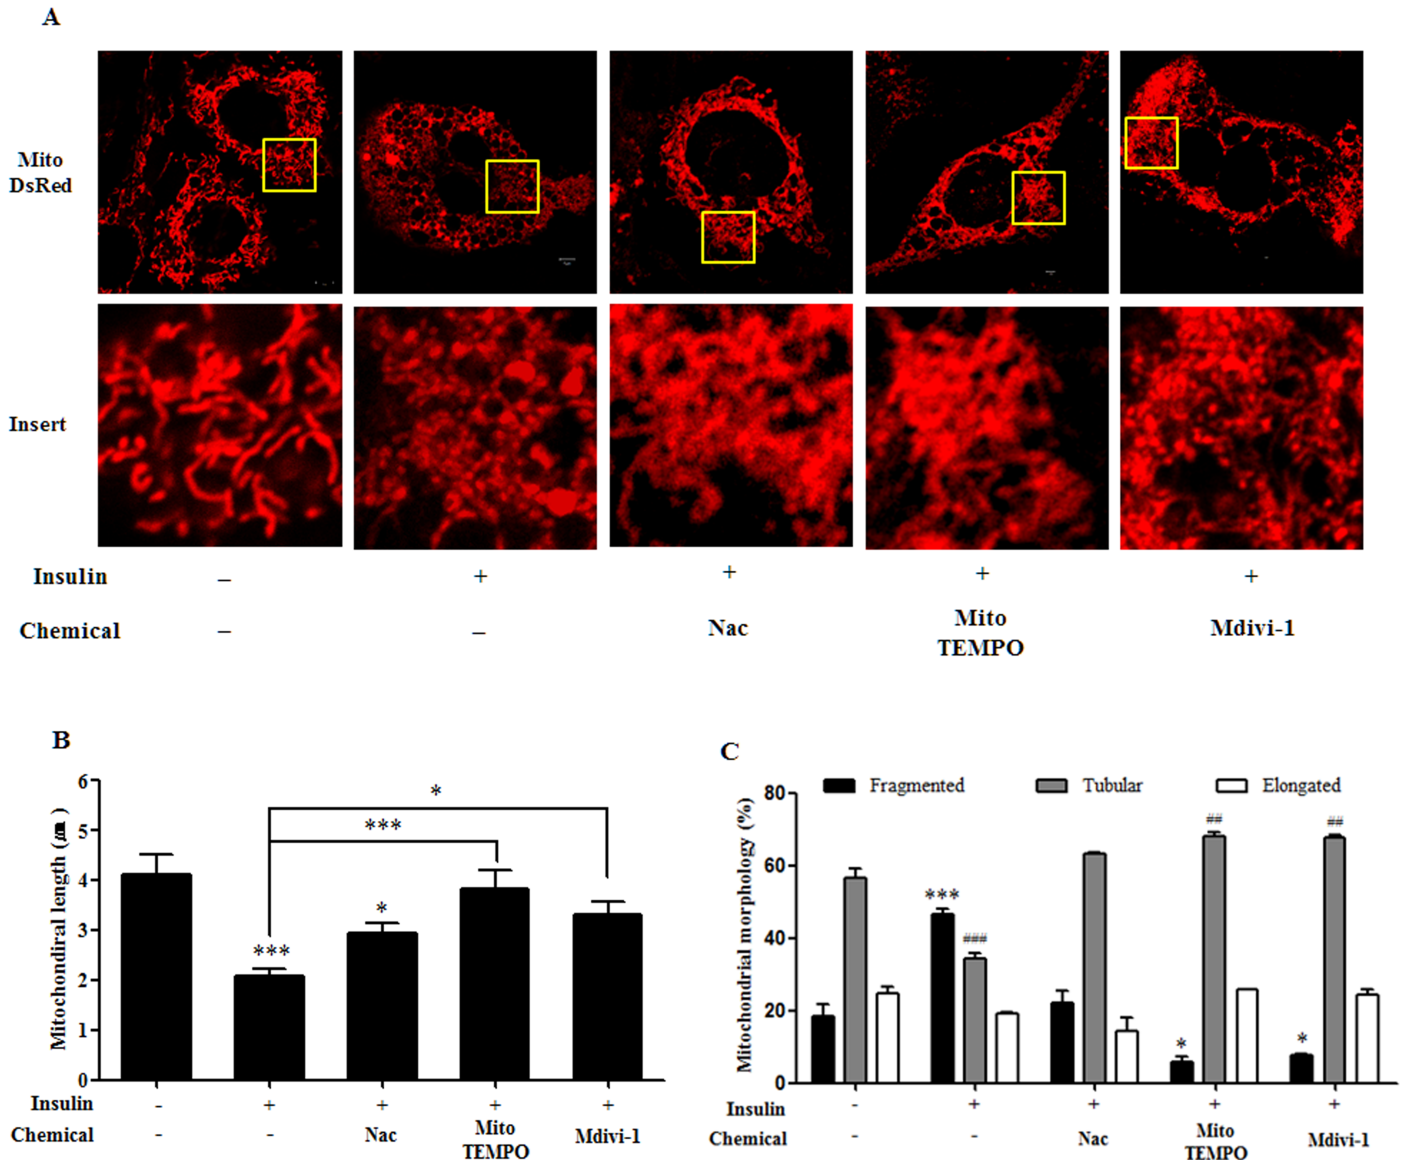 A
Mito
DsRed
Insert
Insulin – + + + +
Chemical – – Nac Mito TEMPO Mdivi-1
B
Mitochondiral length (㎛)
6
5
4
3
2
1
0
*
***
***
*
Insulin - + + + +
Chemical - - Nac Mito TEMPO Mdivi-1
C
Fragmented Tubular Elongated
Mitochondrial morphology (%)
80
60
40
20
0
***
###
*
##
*
##
Insulin - + + + +
Chemical - - Nac Mito TEMPO Mdivi-1